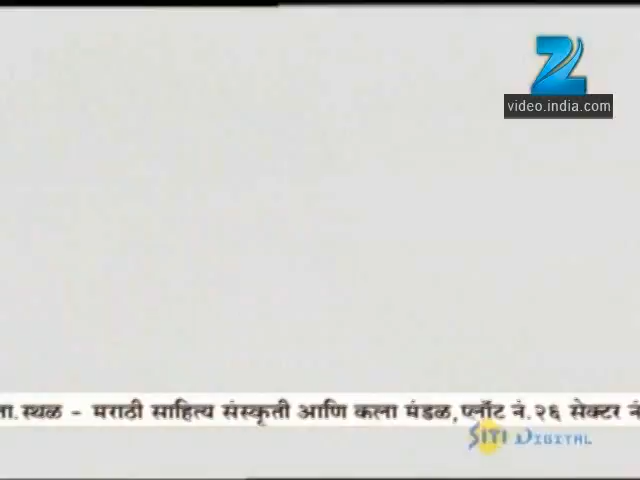 video.india.com
ता.स्थळ - मराठी साहित्य संस्कृती आणि कला मंडळ,प्लॉट नं.२६ सेक्टर नं
SITI DIGITAL